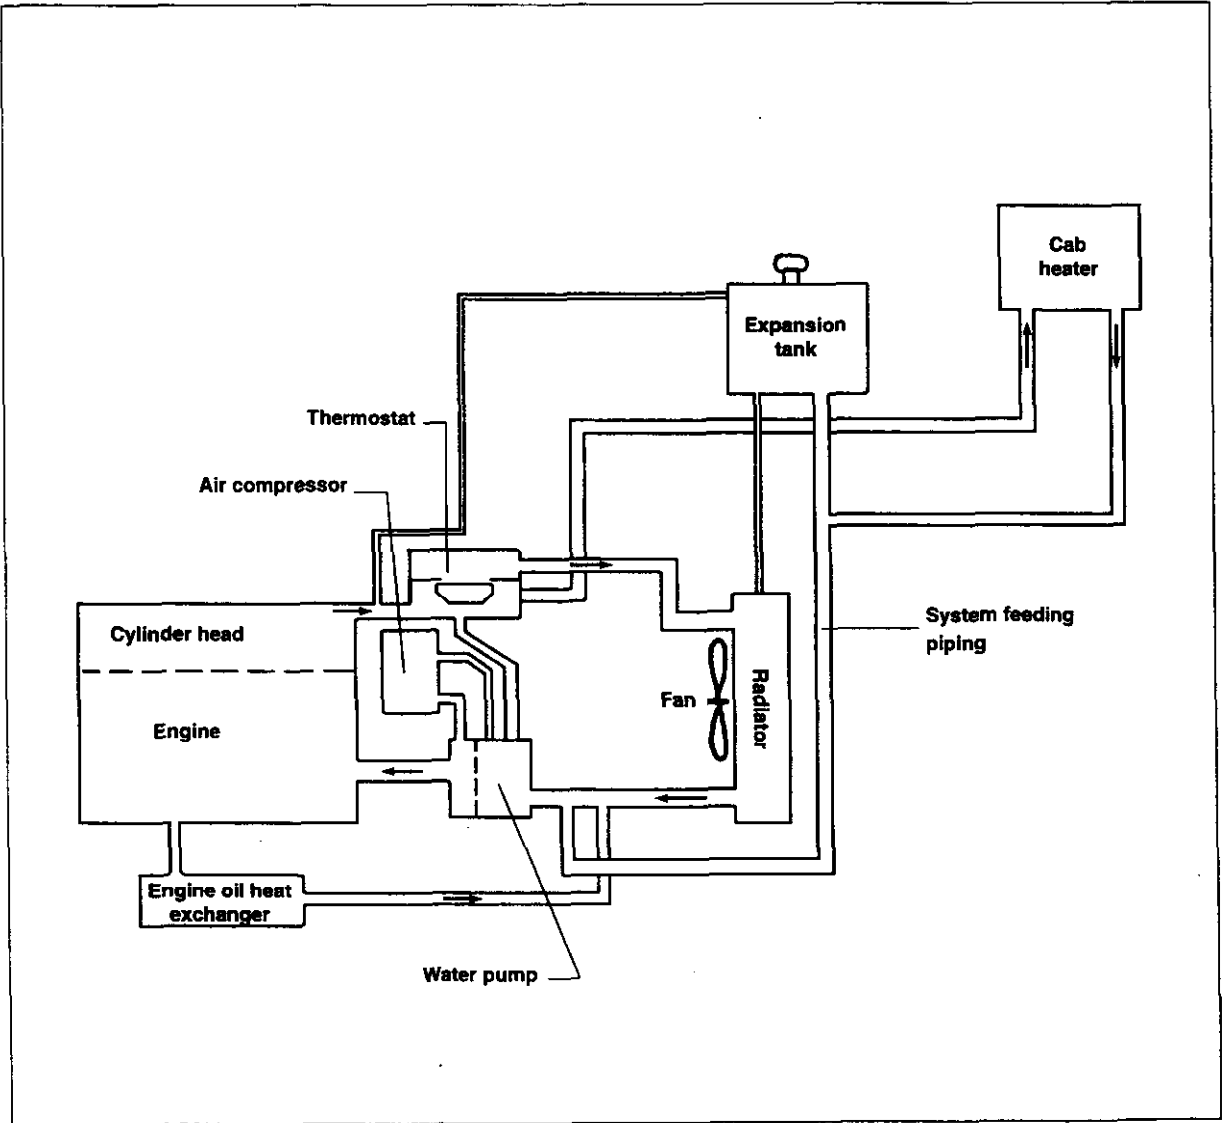 Cab
heater
Expansion
tank
Thermostat
Air compressor
Cylinder head
System feeding
piping
Fan
Radiator
Engine
Engine oil heat
exchanger
Water pump